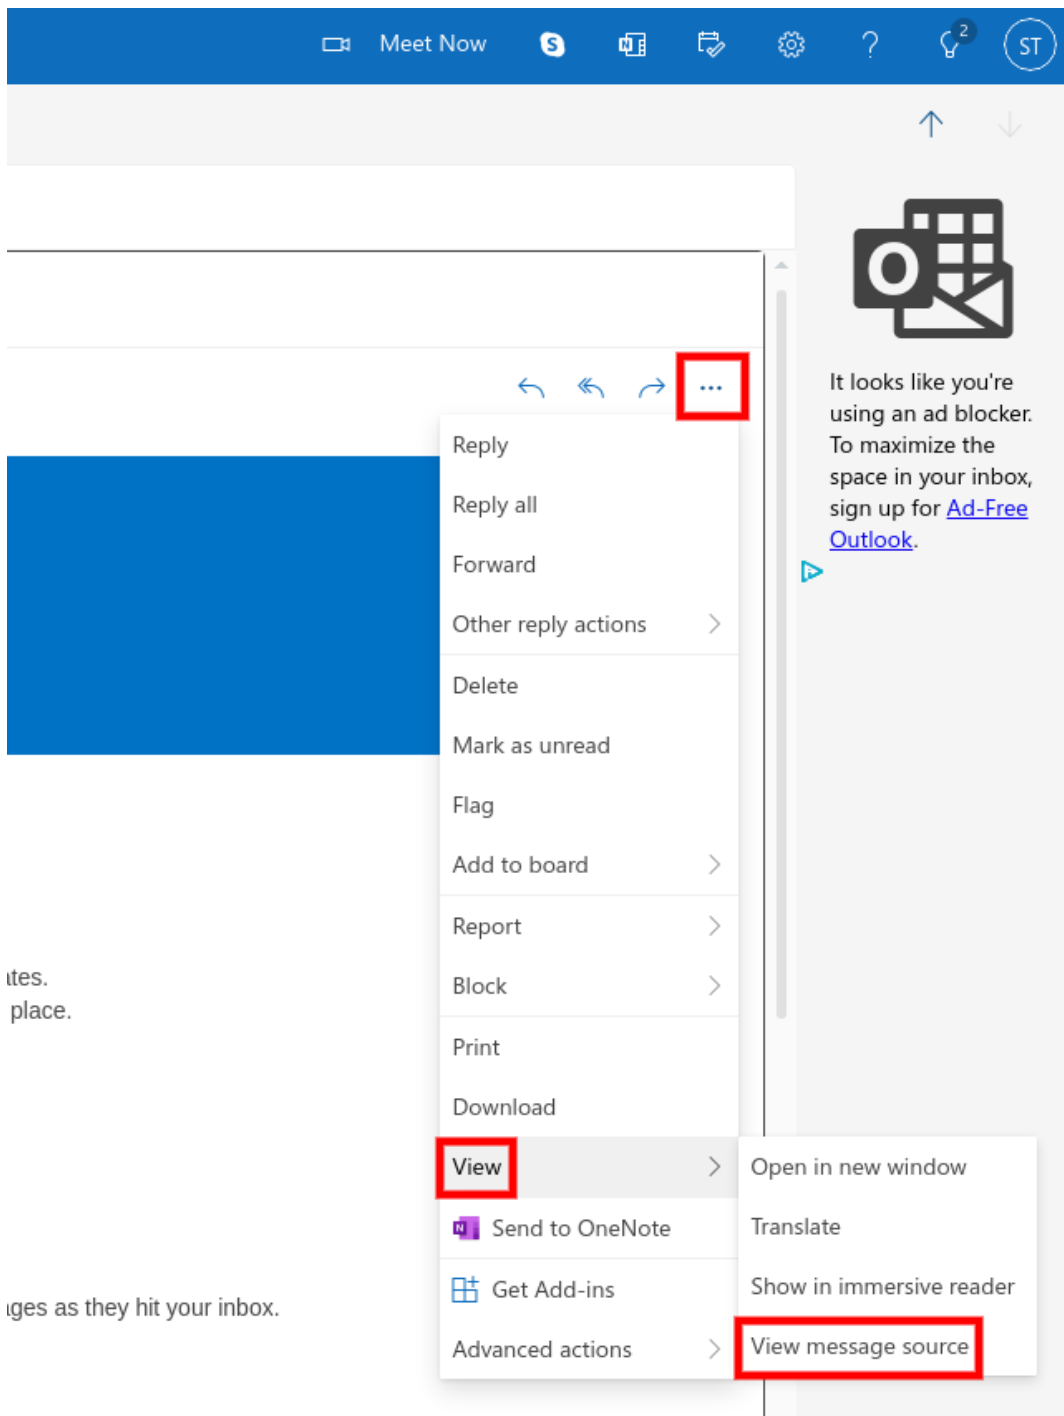 Meet Now
S
N
?
2
ST
O
It looks like you're
using an ad blocker.
To maximize the
space in your inbox,
sign up for Ad-Free
Outlook.
...
Reply
Reply all
Forward
Other reply actions
Delete
Mark as unread
Flag
Add to board
Report
Block
Print
Download
View
Open in new window
N Send to OneNote
Translate
Get Add-ins
Show in immersive reader
Advanced actions
View message source
place.
as they hit your inbox.